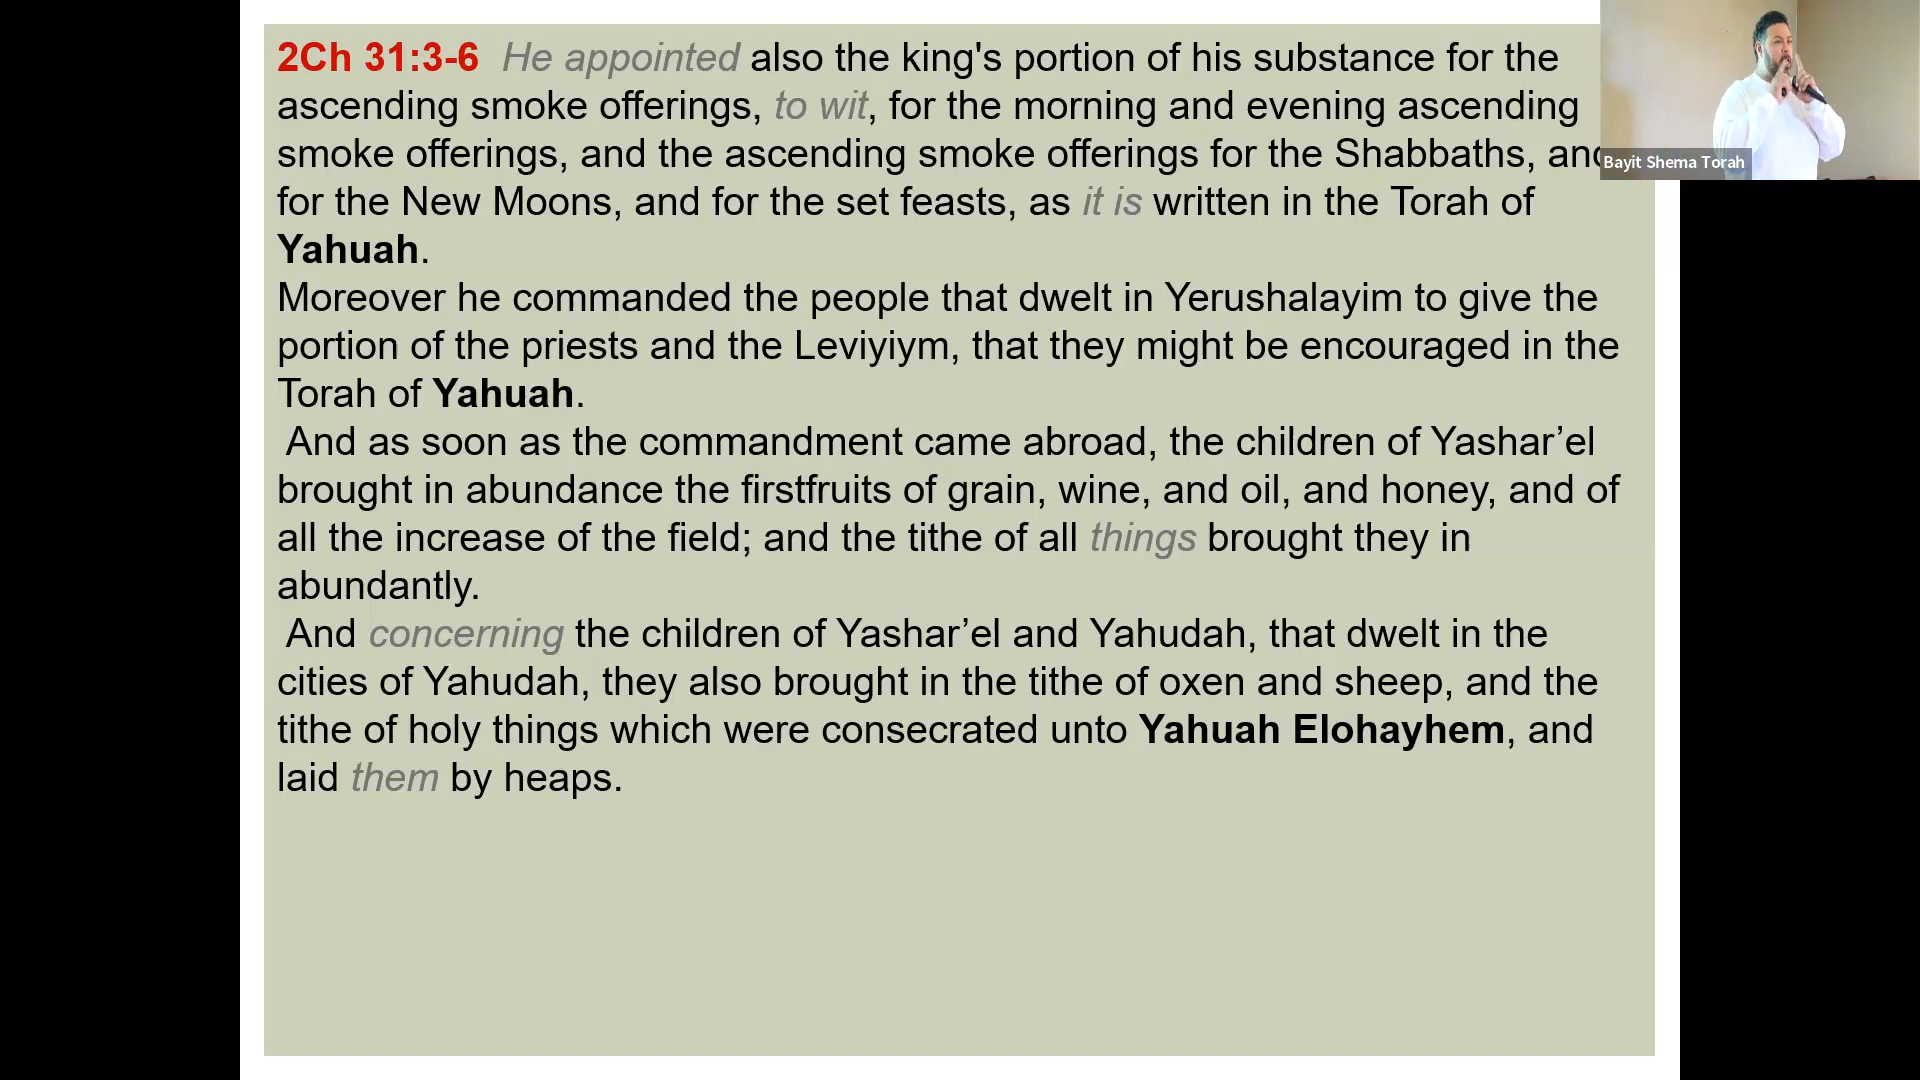 2Ch 31:3-6 He appointed also the king's portion of his substance for the
ascending smoke offerings, to wit, for the morning and evening ascending
smoke offerings, and the ascending smoke offerings for the Shabbaths, and
for the New Moons, and for the set feasts, as it is written in the Torah of
Yahuah.
Moreover he commanded the people that dwelt in Yerushalayim to give the
portion of the priests and the Leviyiym, that they might be encouraged in the
Torah of Yahuah.
And as soon as the commandment came abroad, the children of Yashar’el
brought in abundance the firstfruits of grain, wine, and oil, and honey, and of
all the increase of the field; and the tithe of all things brought they in
abundantly.
And concerning the children of Yashar’el and Yahudah, that dwelt in the
cities of Yahudah, they also brought in the tithe of oxen and sheep, and the
tithe of holy things which were consecrated unto Yahuah Elohayhem, and
laid them by heaps.
Bayit Shema Torah